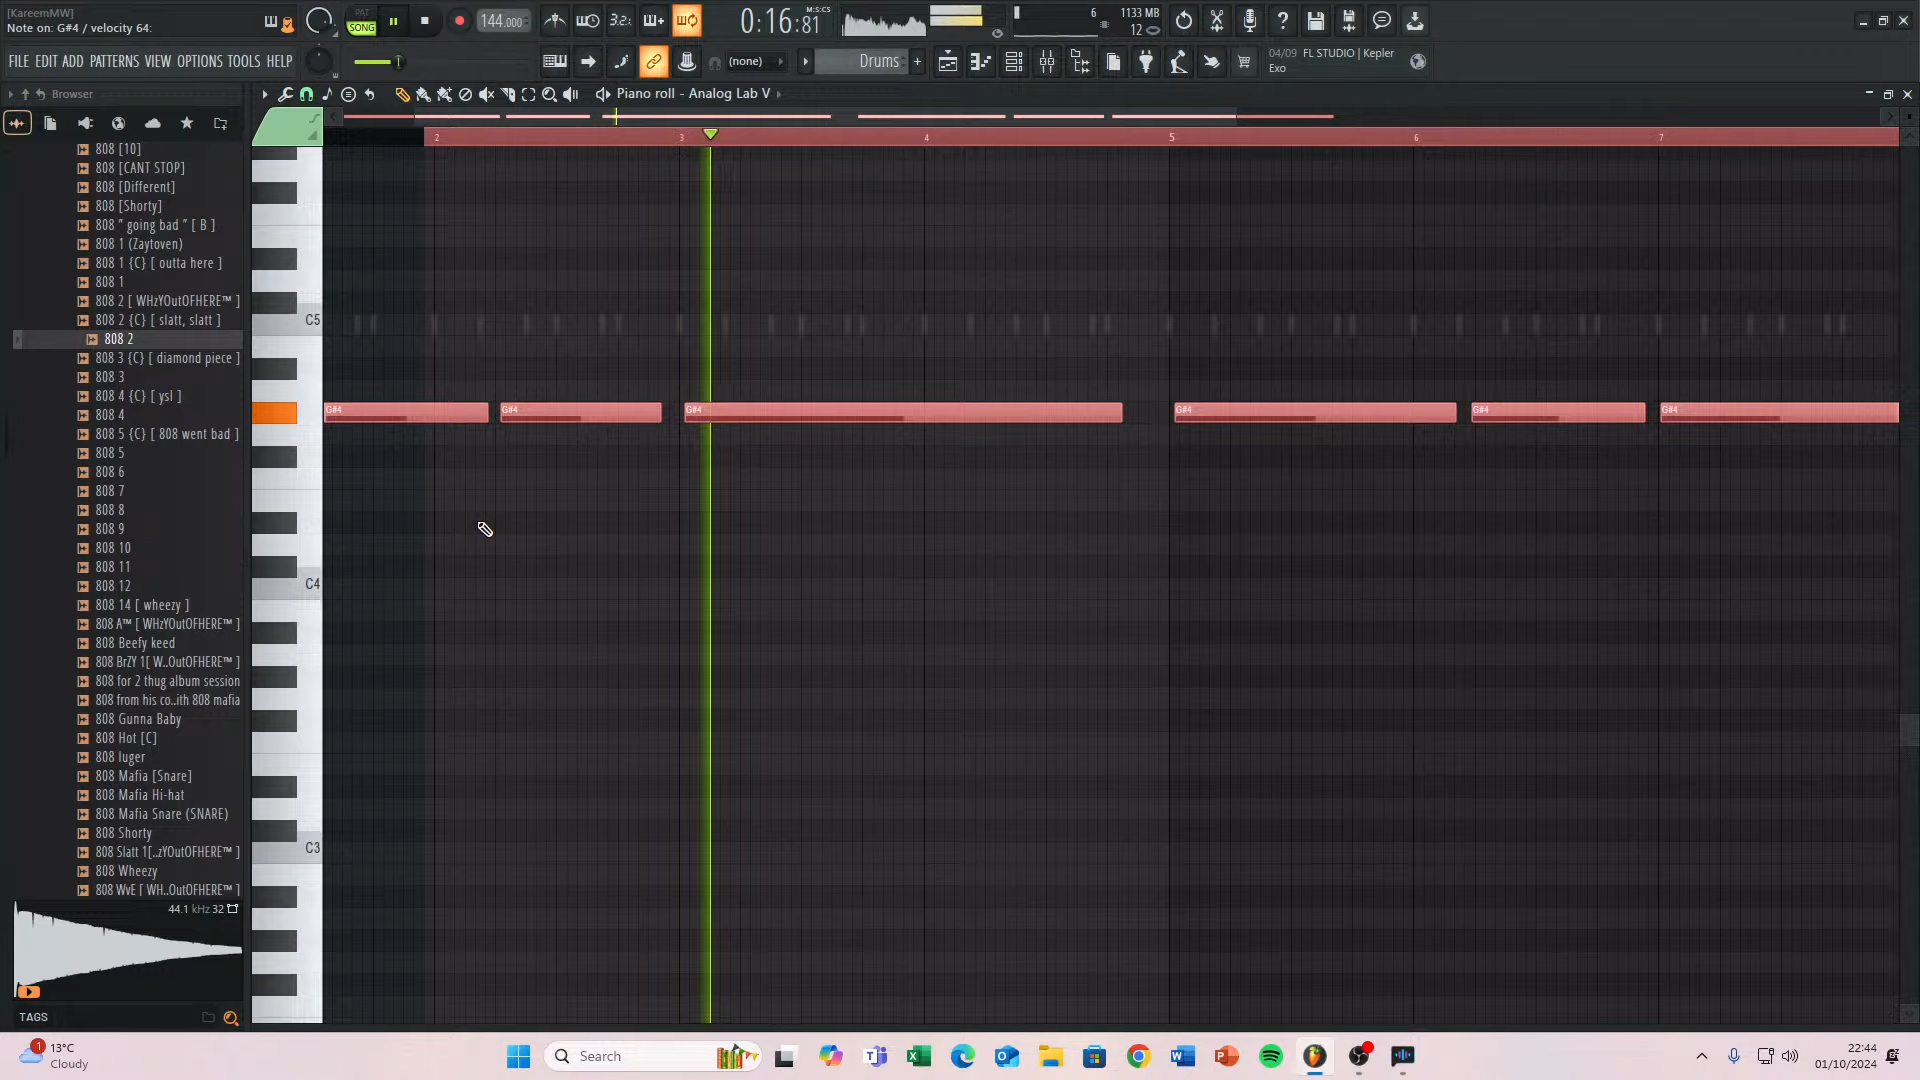 [KareemMW]
Note on: G#4 / velocity 64:
PAT
SONG
144.000
3.2.
0:16:81
M:S:CS
6
1133 MB
12
FILE EDIT ADD PATTERNS VIEW OPTIONS TOOLS HELP
(none)
Drums
04/09 FL STUDIO | Kepler
Exo
Browser
Piano roll - Analog Lab V
2
3
4
5
6
7
808 [10]
808 [CANT STOP]
808 [Different]
808 [Shorty]
808 " going bad " [ B ]
808 1 (Zaytoven)
808 1 {C} [ outta here ]
808 1
808 2 [ WHzYOutOFHERE™ ]
808 2 {C} [ slatt, slatt ]
808 2
808 3 {C} [ diamond piece ]
808 3
808 4 {C} [ ysl ]
808 4
808 5 {C} [ 808 went bad ]
808 5
808 6
808 7
808 8
808 9
808 10
808 11
808 12
808 14 [ wheezy ]
808 A™ [ WHzYOutOFHERE™ ]
808 Beefy keed
808 BrZY 1[ W..OutOFHERE™ ]
808 for 2 thug album session
808 from his co..ith 808 mafia
808 Gunna Baby
808 Hot [C]
808 luger
808 Mafia [Snare]
808 Mafia Hi-hat
808 Mafia Snare (SNARE)
808 Shorty
808 Slatt 1[..zYOutOFHERE™ ]
808 Wheezy
808 WvE [ WH..OutOFHERE™ ]
C5
G#4
G#4
G#4
G#4
G#4
G#4
C4
C3
44.1 kHz 32
TAGS
1
13°C
Cloudy
Search
22:44
01/10/2024